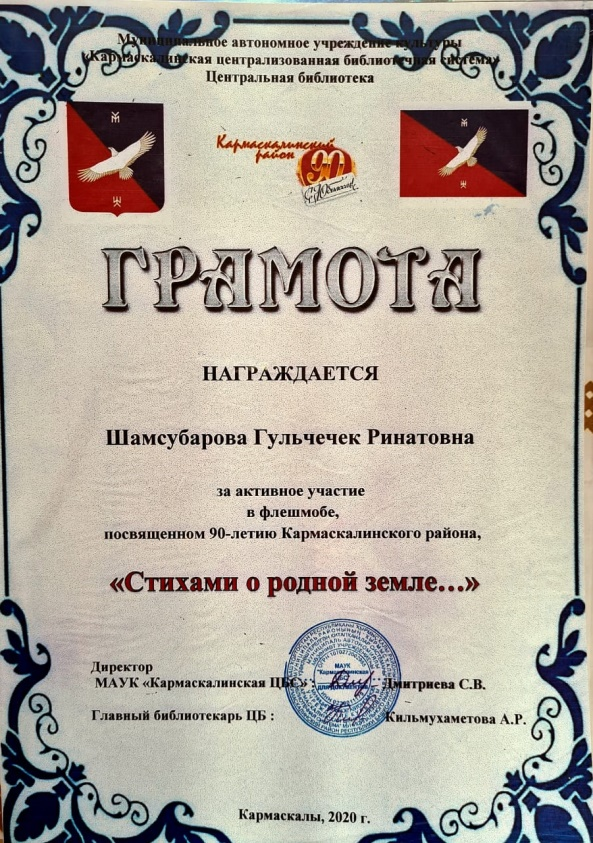 Муниципальное автономное учреждение культуры
«Кармаскалинская централизованная библиотечная система»
Центральная библиотека
Кармаскалинский
район
90
ГРАМОТА
НАГРАЖДАЕТСЯ
Шамсубарова Гульчечек Ринатовна
за активное участие
в флешмобе,
посвященном 90-летию Кармаскалинского района,
«Стихами о родной земле…»
Директор
МАУК «Кармаскалинская ЦБС» : Дмитриева С.В.
МАУК
"Кармаскалинская
Главный библиотекарь ЦБ : Кильмухаметова А.Р.
Кармаскалы, 2020 г.